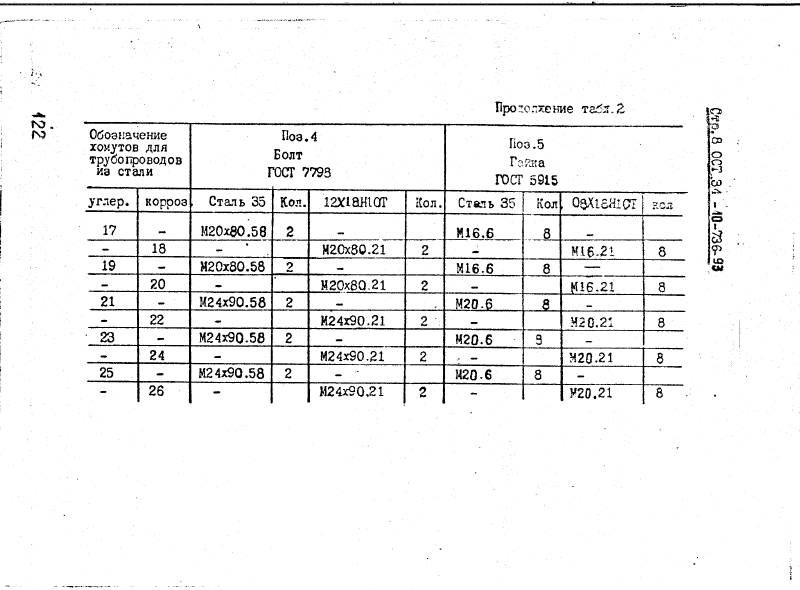 Продолжение табл.2
422
Стр.8 ОСТ 34-10-736-93
Обозначение хомутов для трубопроводов из стали
Поз.4 Болт ГОСТ 7798
Поз.5 Гайка ГОСТ 5915
углер. корроз. Сталь 35 Кол. 12Х18Н10Т Кол. Сталь 35 Кол. 08Х18Н10Т кол
17 – М20х80.58 2 – М16.6 8 –
– 18 – М20х80.21 2 – М16.21 8
19 – М20х80.58 2 – М16.6 8 —
– 20 – М20х80.21 2 – М16.21 8
21 – М24х90.58 2 – М20.6 8 –
– 22 – М24х90.21 2 – М20.21 8
23 – М24х90.58 2 – М20.6 8 –
– 24 – М24х90.21 2 – М20.21 8
25 – М24х90.58 2 – М20.6 8 –
– 26 – М24х90.21 2 – М20.21 8